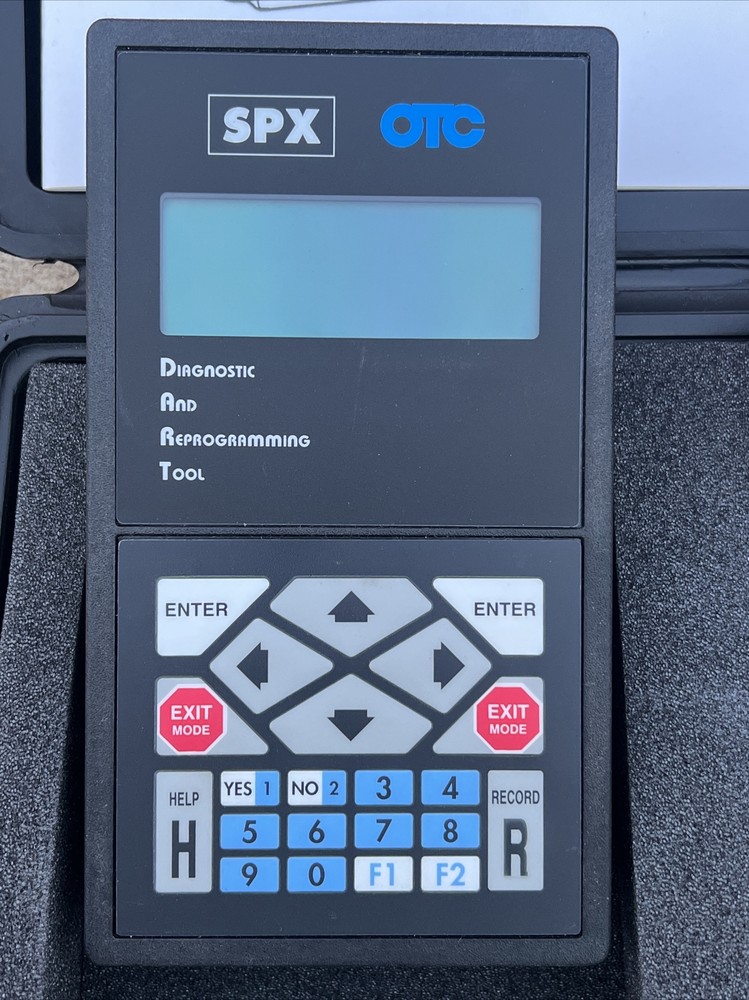 SPX OTC
DIAGNOSTIC
AND
REPROGRAMMING
TOOL
ENTER ENTER
EXIT MODE EXIT MODE
HELP H YES 1 NO 2 3 4 RECORD R
5 6 7 8
9 0 F1 F2